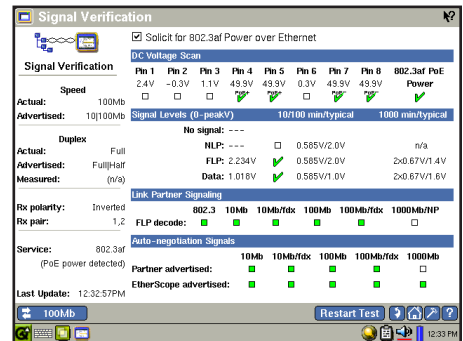 Signal Verification
Signal Verification
Speed
Actual: 100Mb
Advertised: 10|100Mb
Duplex
Actual: Full
Advertised: Full|Half
Measured: (n/a)
Rx polarity: Inverted
Rx pair: 1,2
Service: 802.3af
(PoE power detected)
Last Update: 12:32:57PM
Solicit for 802.3af Power over Ethernet
DC Voltage Scan
Pin 1 Pin 2 Pin 3 Pin 4 Pin 5 Pin 6 Pin 7 Pin 8 802.3af PoE
2.4V -0.3V 1.1V 49.9V 49.9V 0.3V 49.9V 49.9V Power
Signal Levels (0-peakV) 10/100 min/typical 1000 min/typical
No signal: ---
NLP: --- 0.585V/2.0V n/a
FLP: 2.234V 0.585V/2.0V 2x0.67V/1.4V
Data: 1.018V 0.585V/2.0V 2x0.67V/1.6V
Link Partner Signaling
802.3 10Mb 10Mb/fdx 100Mb 100Mb/fdx 1000Mb/NP
FLP decode:
Auto-negotiation Signals
10Mb 10Mb/fdx 100Mb 100Mb/fdx 1000Mb
Partner advertised:
EtherScope advertised:
100Mb Restart Test ?
12:33 PM